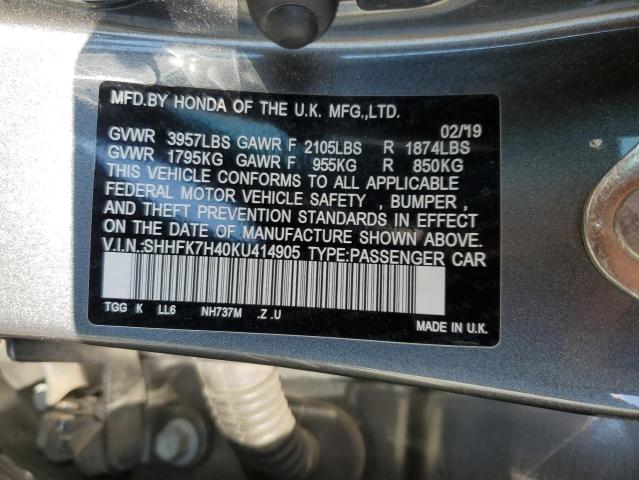 MFD.BY HONDA OF THE U.K. MFG.,LTD.
02/19
GVWR 3957LBS GAWR F 2105LBS R 1874LBS
GVWR 1795KG GAWR F 955KG R 850KG
THIS VEHICLE CONFORMS TO ALL APPLICABLE
FEDERAL MOTOR VEHICLE SAFETY , BUMPER ,
AND THEFT PREVENTION STANDARDS IN EFFECT
ON THE DATE OF MANUFACTURE SHOWN ABOVE.
V.I.N.:SHHFK7H40KU414905 TYPE:PASSENGER CAR
TGG K LL6 NH737M .Z .U
MADE IN U.K.